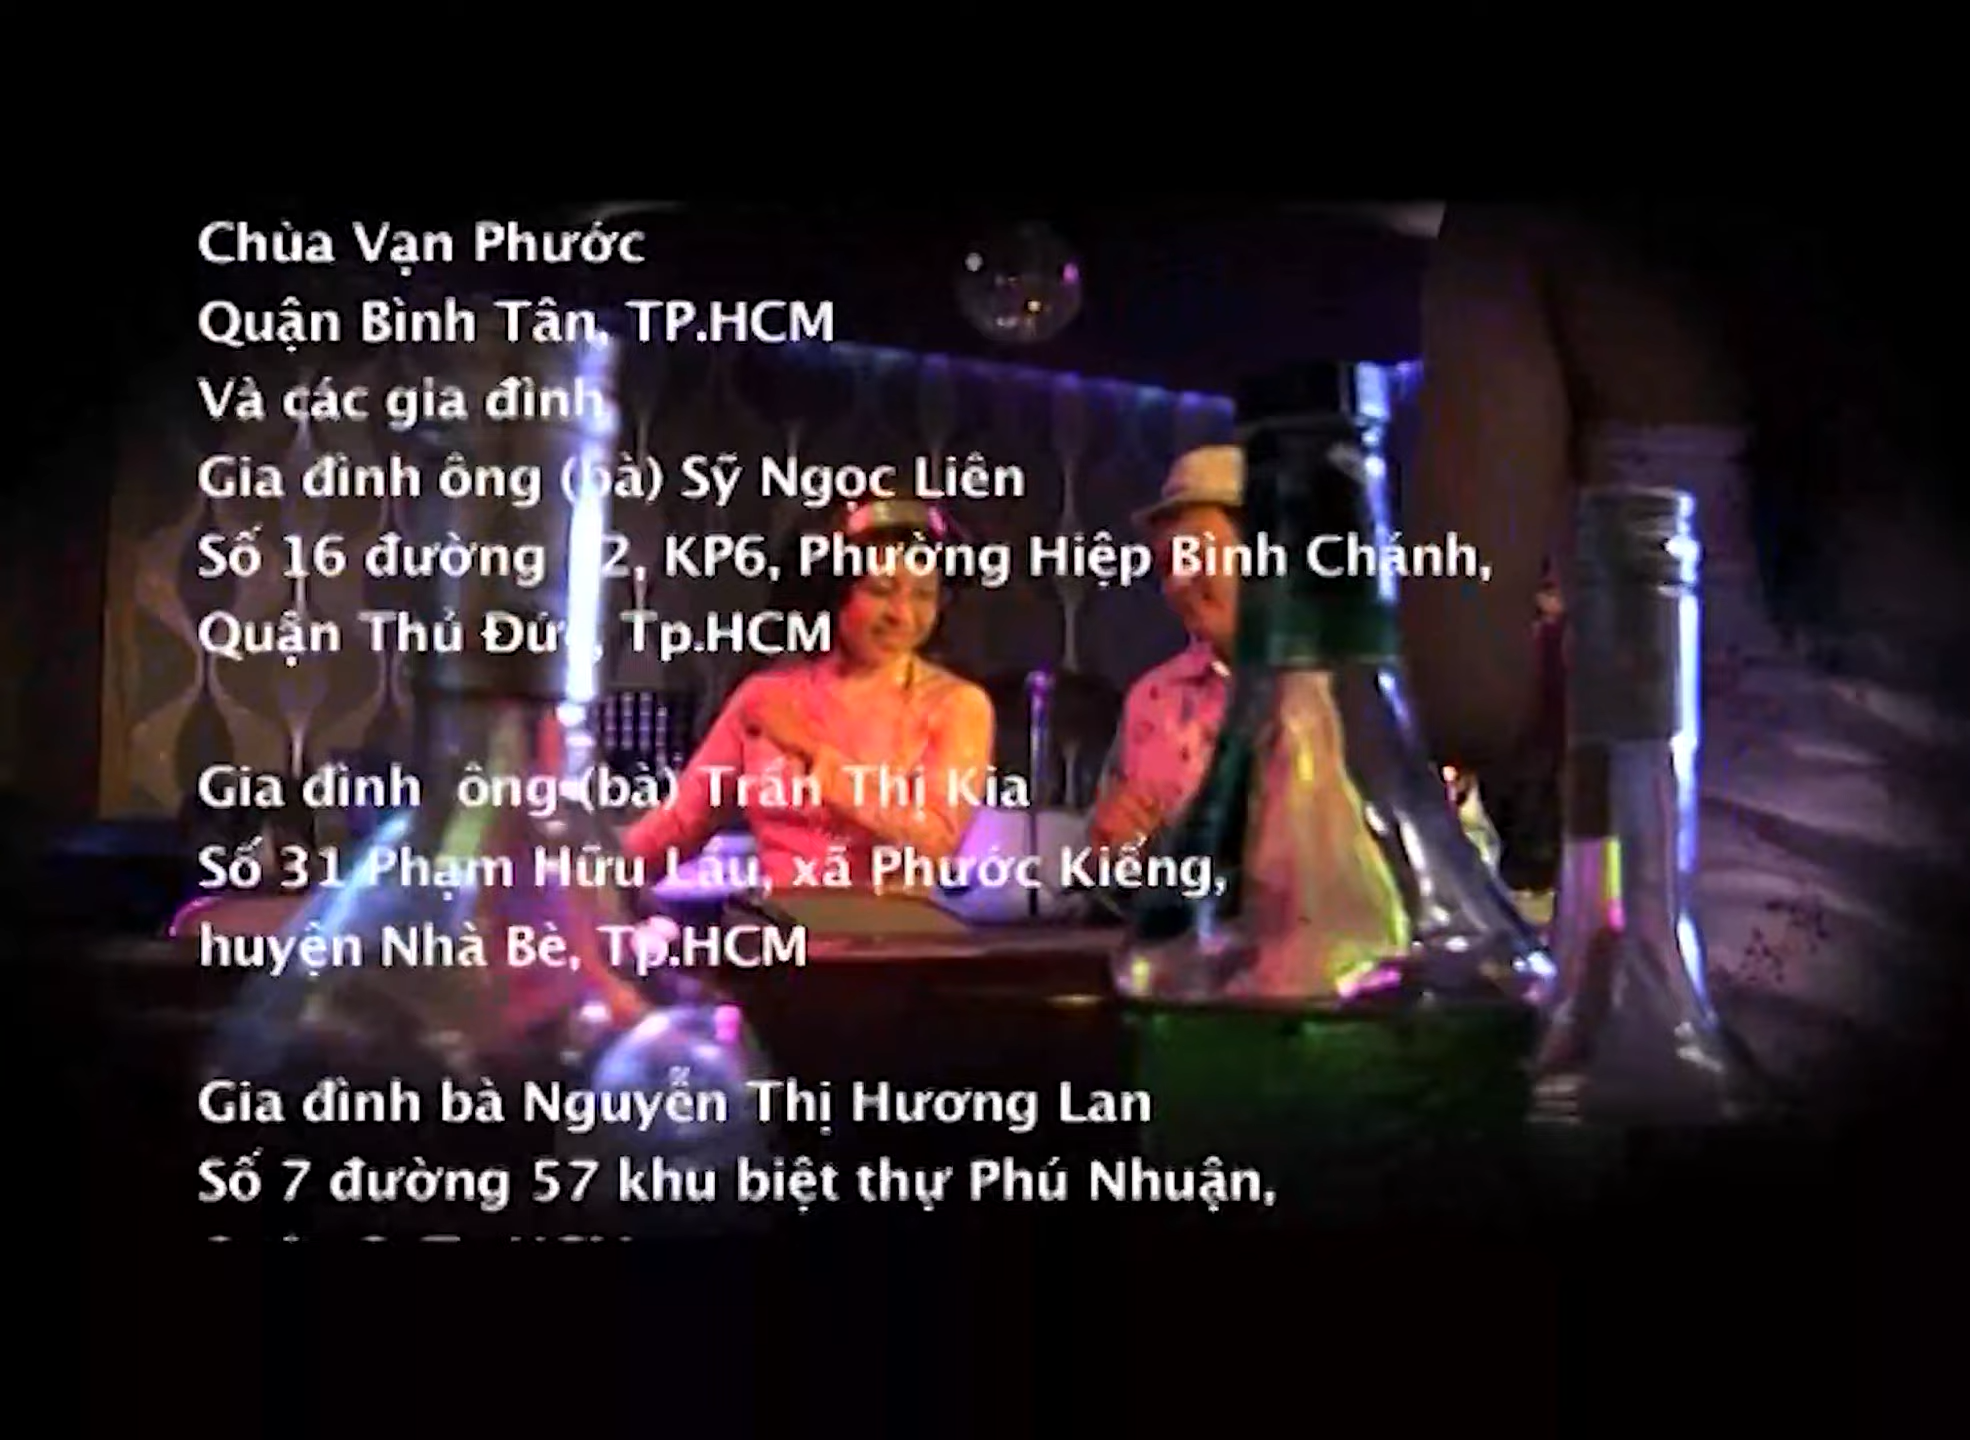 Chùa Vạn Phước
Quận Bình Tân, TP.HCM
Và các gia đình
Gia đình ông (bà) Sỹ Ngọc Liên
Số 16 đường KP6, Phường Hiệp Bình Chánh,
Quận Thủ Đức, Tp.HCM
Gia đình ông (bà) Trần Thị Kia
Số 31 Phạm Hữu Lầu, xã Phước Kiểng,
huyện Nhà Bè, Tp.HCM
Gia đình bà Nguyễn Thị Hương Lan
Số 7 đường 57 khu biệt thự Phú Nhuận,